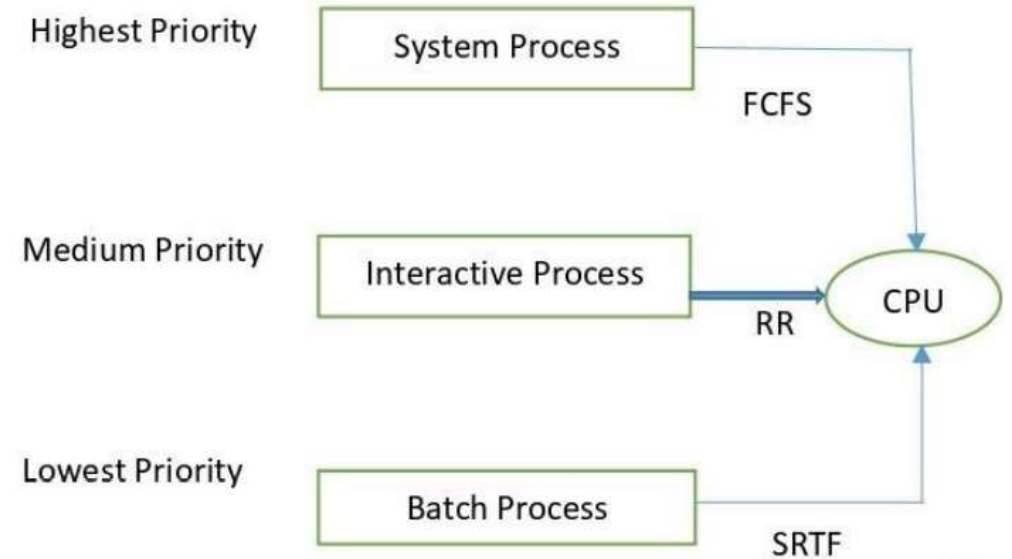 Highest Priority
System Process
FCFS
Medium Priority
Interactive Process
RR
CPU
Lowest Priority
Batch Process
SRTF